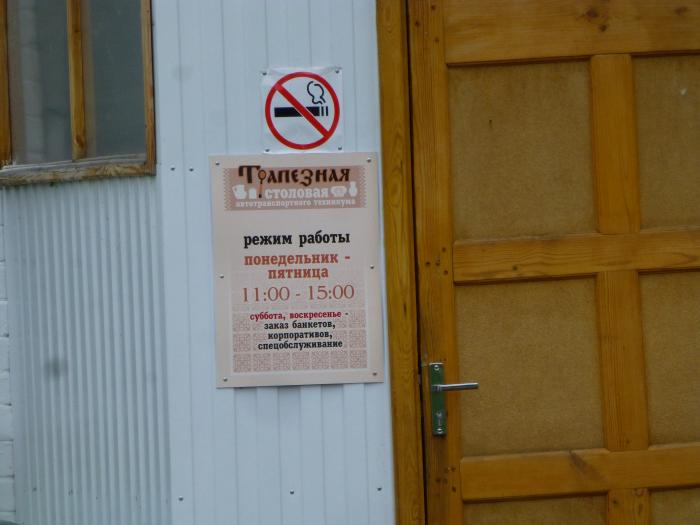 Трапезная
столовая
автотранспортного техникума
режим работы
понедельник -
пятница
11:00 - 15:00
суббота, воскресенье -
заказ банкетов,
корпоративов,
спецобслуживание